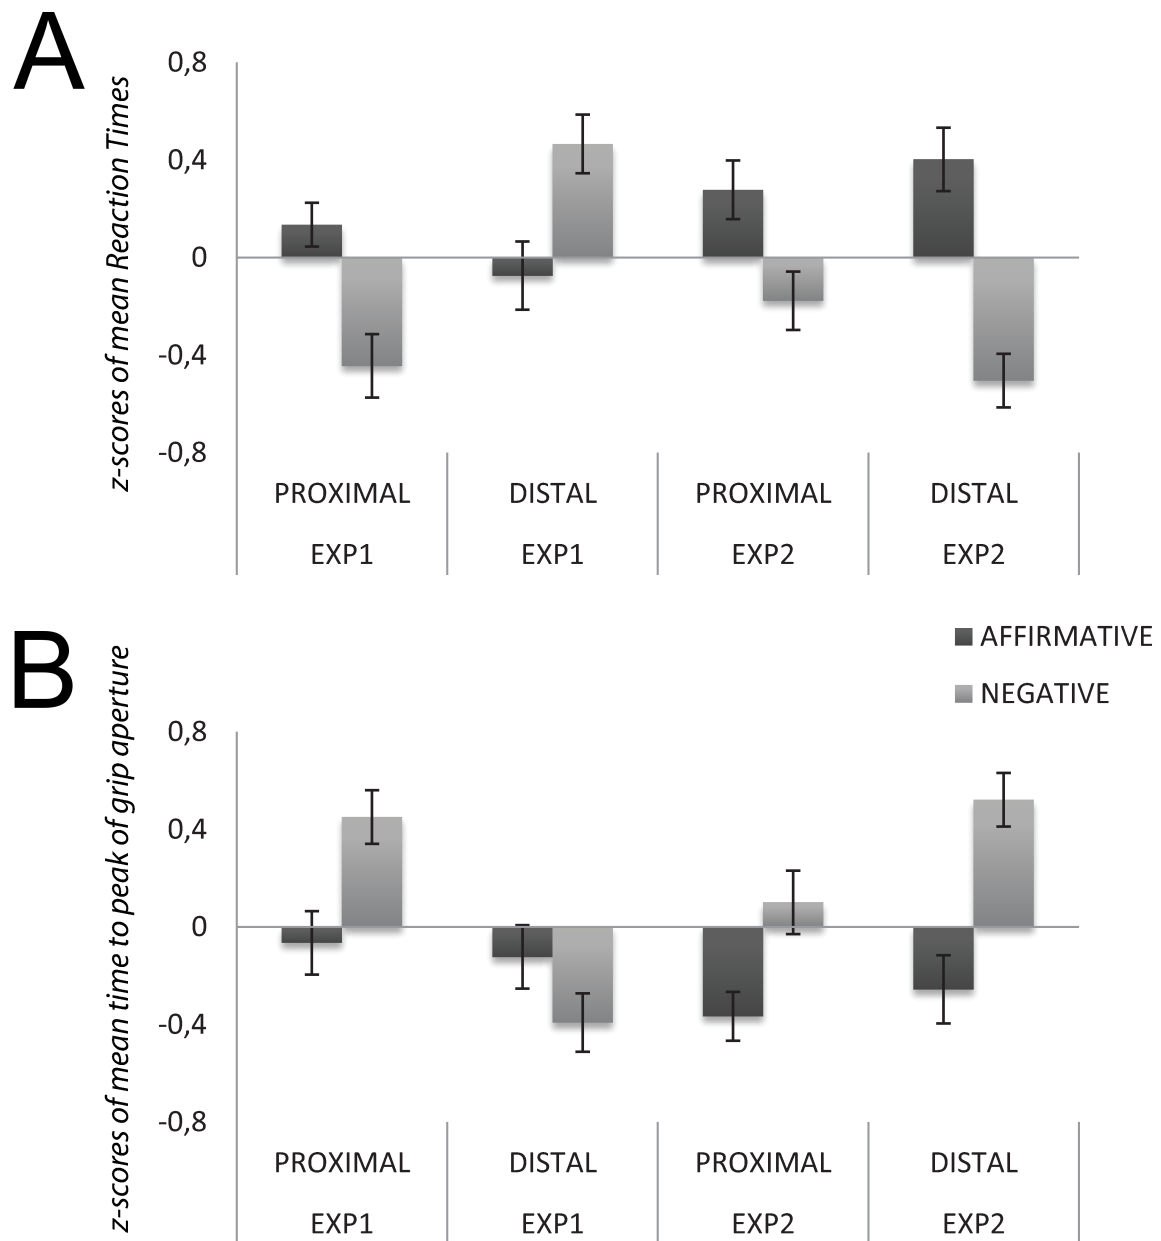 A
z-scores of mean Reaction Times
0,8
0,4
0
-0,4
-0,8
PROXIMAL DISTAL PROXIMAL DISTAL
EXP1 EXP1 EXP2 EXP2
AFFIRMATIVE
NEGATIVE
B
z-scores of mean time to peak of grip aperture
0,8
0,4
0
-0,4
-0,8
PROXIMAL DISTAL PROXIMAL DISTAL
EXP1 EXP1 EXP2 EXP2